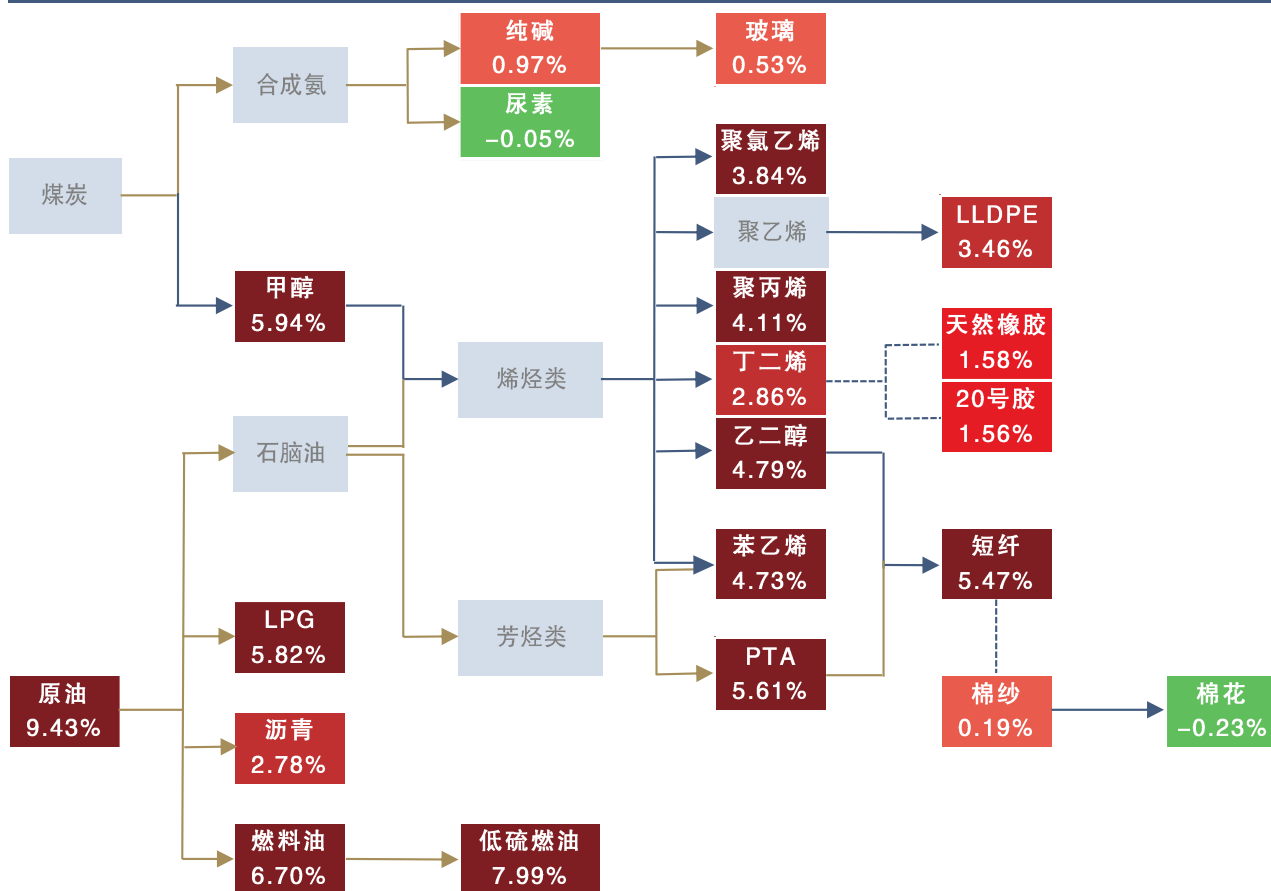 纯碱
0.97%
玻璃
0.53%
合成氨
尿素
-0.05%
聚氯乙烯
3.84%
煤炭
聚乙烯
LLDPE
3.46%
甲醇
5.94%
聚丙烯
4.11%
天然橡胶
1.58%
烯烃类
丁二烯
2.86%
20号胶
1.56%
石脑油
乙二醇
4.79%
苯乙烯
4.73%
短纤
5.47%
LPG
5.82%
芳烃类
PTA
5.61%
原油
9.43%
棉纱
0.19%
棉花
-0.23%
沥青
2.78%
燃料油
6.70%
低硫燃油
7.99%